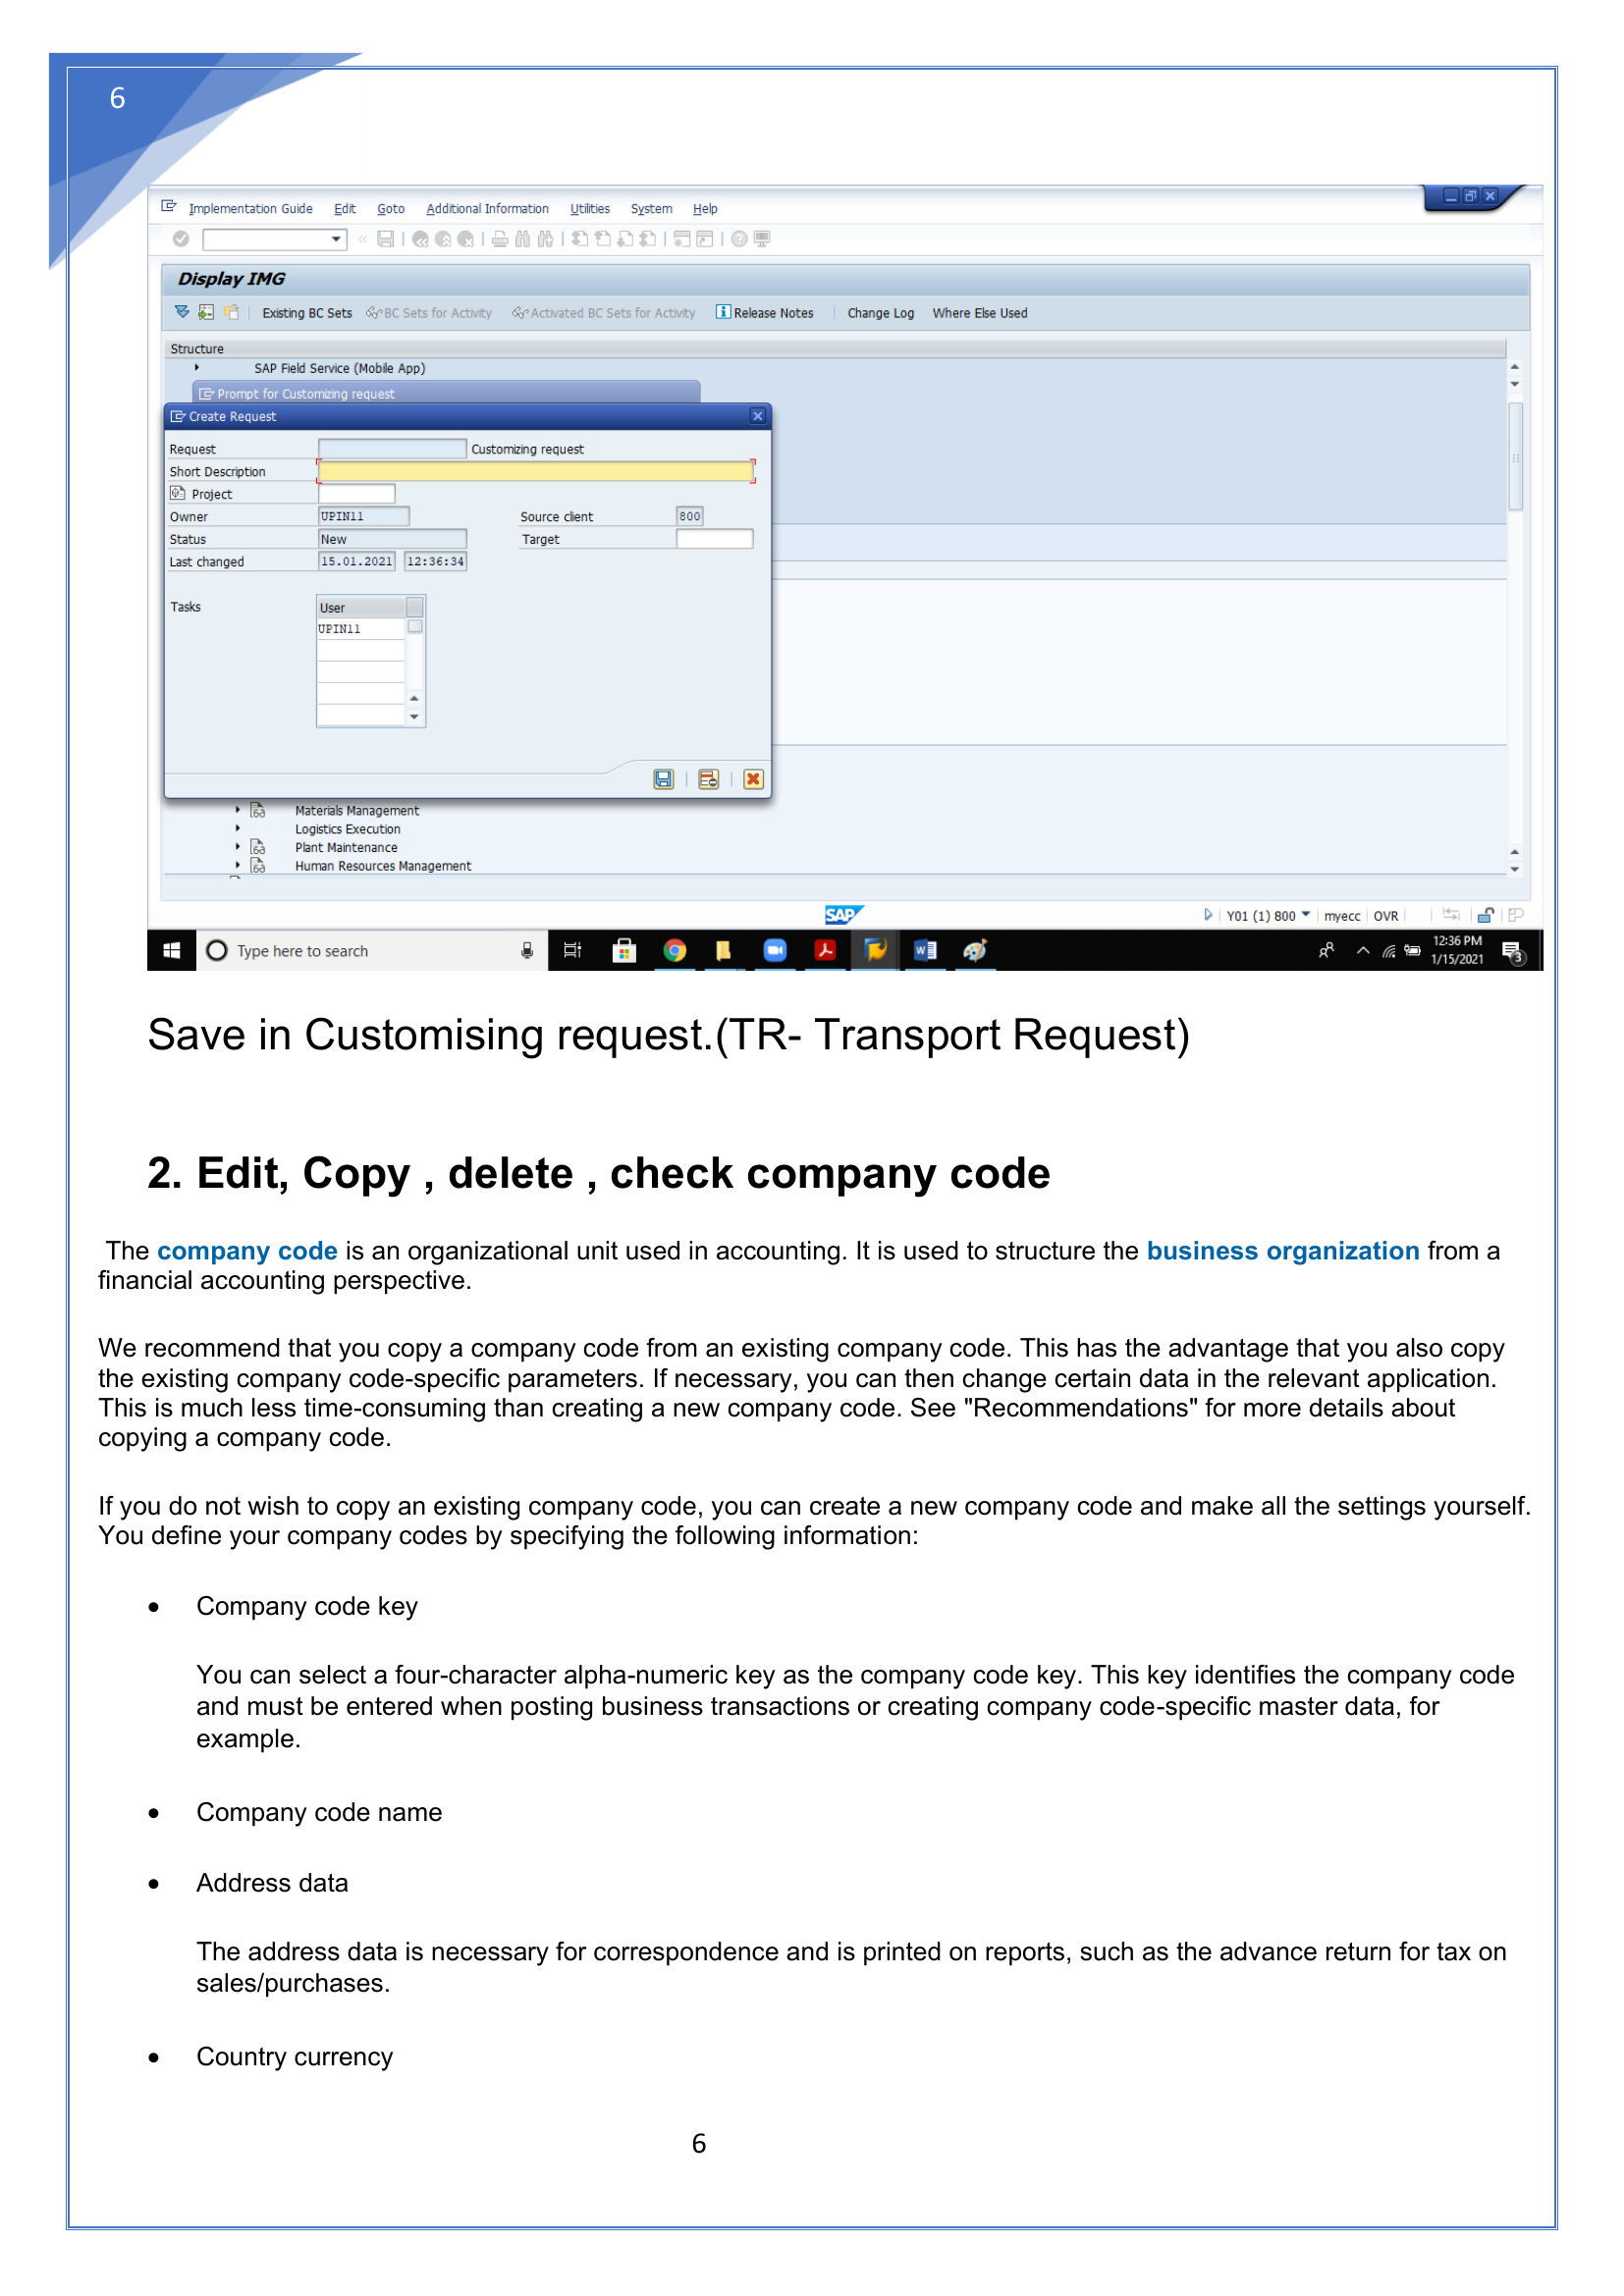 6
Implementation Guide Edit Goto Additional Information Utilities System Help
Display IMG
Existing BC Sets BC Sets for Activity Activated BC Sets for Activity Release Notes Change Log Where Else Used
Structure
SAP Field Service (Mobile App)
Prompt for Customizing request
Create Request
Request Customizing request
Short Description
Project
Owner UPIN11 Source client 800
Status New Target
Last changed 15.01.2021 12:36:34
Tasks User
UPIN11
Materials Management
Logistics Execution
Plant Maintenance
Human Resources Management
SAP Y01 (1) 800 myecc OVR
Type here to search 12:36 PM
1/15/2021 3
Save in Customising request.(TR- Transport Request)
2. Edit, Copy , delete , check company code
The company code is an organizational unit used in accounting. It is used to structure the business organization from a
financial accounting perspective.
We recommend that you copy a company code from an existing company code. This has the advantage that you also copy
the existing company code-specific parameters. If necessary, you can then change certain data in the relevant application.
This is much less time-consuming than creating a new company code. See "Recommendations" for more details about
copying a company code.
If you do not wish to copy an existing company code, you can create a new company code and make all the settings yourself.
You define your company codes by specifying the following information:
• Company code key
You can select a four-character alpha-numeric key as the company code key. This key identifies the company code
and must be entered when posting business transactions or creating company code-specific master data, for
example.
• Company code name
• Address data
The address data is necessary for correspondence and is printed on reports, such as the advance return for tax on
sales/purchases.
• Country currency
6